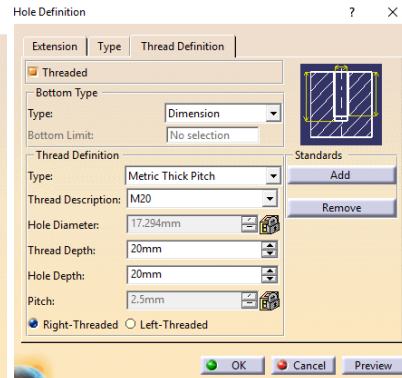 Hole Definition ? ×
Extension Type Thread Definition
Threaded
Bottom Type
Type: Dimension
Bottom Limit: No selection
Thread Definition
Type: Metric Thick Pitch
Thread Description: M20
Hole Diameter: 17.294mm
Thread Depth: 20mm
Hole Depth: 20mm
Pitch: 2.5mm
Right-Threaded Left-Threaded
Standards
Add
Remove
OK Cancel Preview